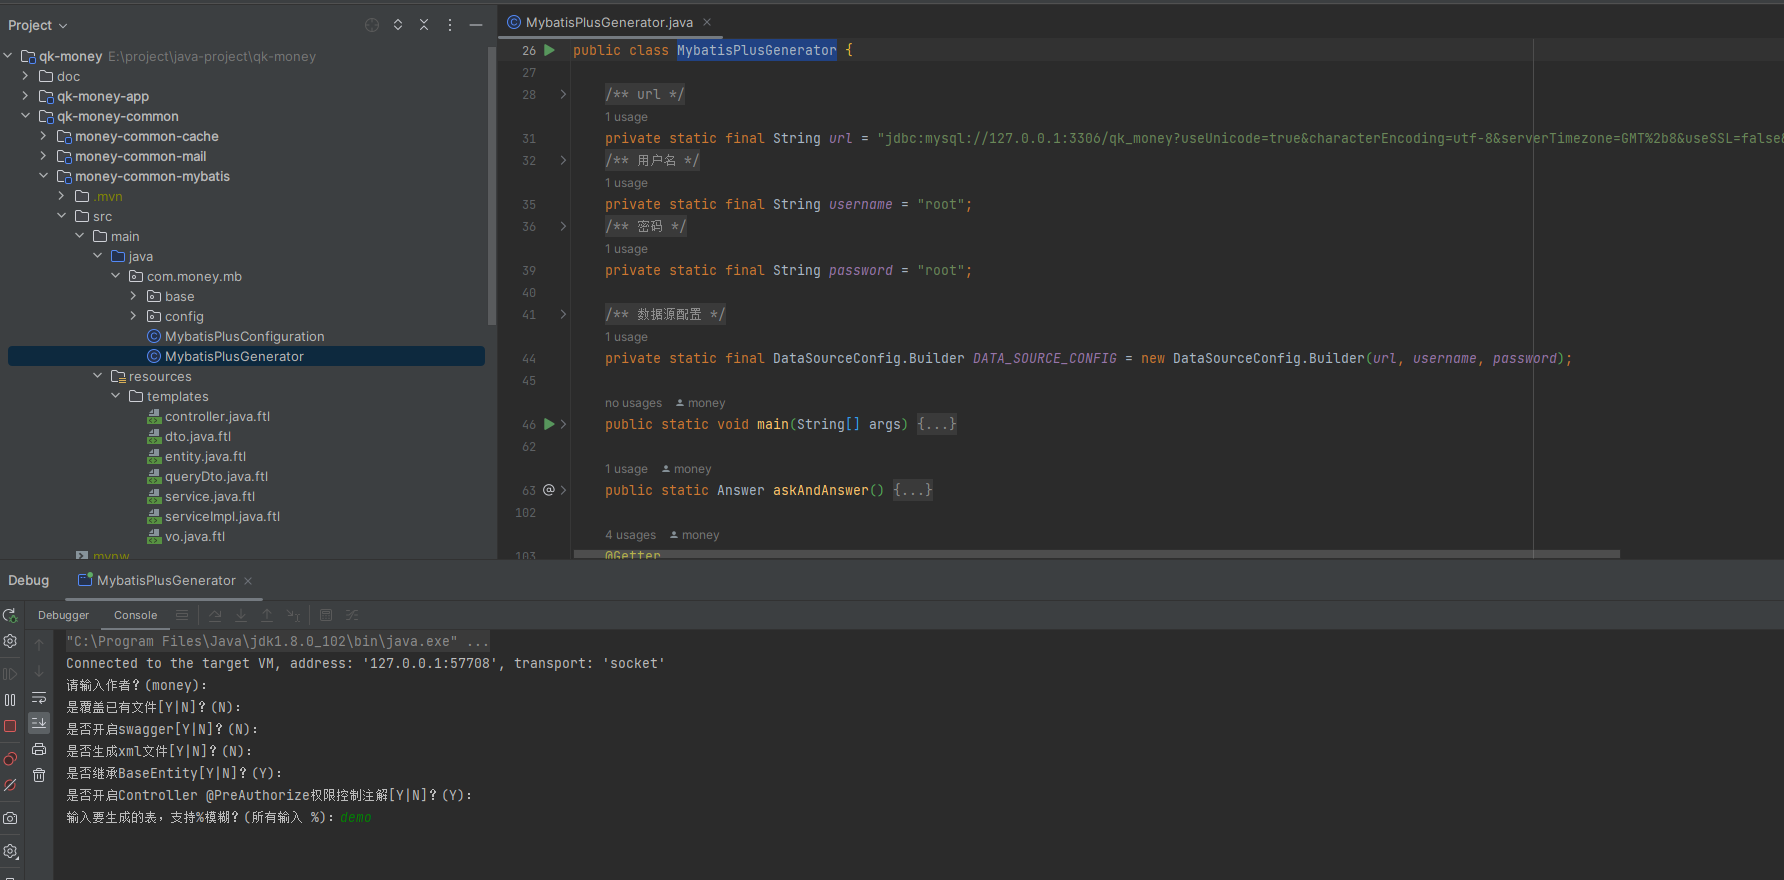 Project
qk-money E:\project\java-project\qk-money
doc
qk-money-app
qk-money-common
money-common-cache
money-common-mail
money-common-mybatis
.mvn
src
main
java
com.money.mb
base
config
MybatisPlusConfiguration
MybatisPlusGenerator
resources
templates
controller.java.ftl
dto.java.ftl
entity.java.ftl
queryDto.java.ftl
service.java.ftl
serviceImpl.java.ftl
vo.java.ftl
mvnw
MybatisPlusGenerator.java
26 public class MybatisPlusGenerator {
27
28 /** url */
1 usage
31 private static final String url = "jdbc:mysql://127.0.0.1:3306/qk_money?useUnicode=true&characterEncoding=utf-8&serverTimezone=GMT%2b8&useSSL=false&
32 /** 用户名 */
1 usage
35 private static final String username = "root";
36 /** 密码 */
1 usage
39 private static final String password = "root";
40
41 /** 数据源配置 */
1 usage
44 private static final DataSourceConfig.Builder DATA_SOURCE_CONFIG = new DataSourceConfig.Builder(url, username, password);
45
no usages money
46 public static void main(String[] args) {...}
62
1 usage money
63 @ public static Answer askAndAnswer() {...}
102
4 usages money
103 @Getter
Debug MybatisPlusGenerator
Debugger Console
"C:\Program Files\Java\jdk1.8.0_102\bin\java.exe" ...
Connected to the target VM, address: '127.0.0.1:57708', transport: 'socket'
请输入作者？(money):
是覆盖已有文件[Y|N]？(N):
是否开启swagger[Y|N]？(N):
是否生成xml文件[Y|N]？(N):
是否继承BaseEntity[Y|N]？(Y):
是否开启Controller @PreAuthorize权限控制注解[Y|N]？(Y):
输入要生成的表，支持%模糊？(所有输入 %): demo